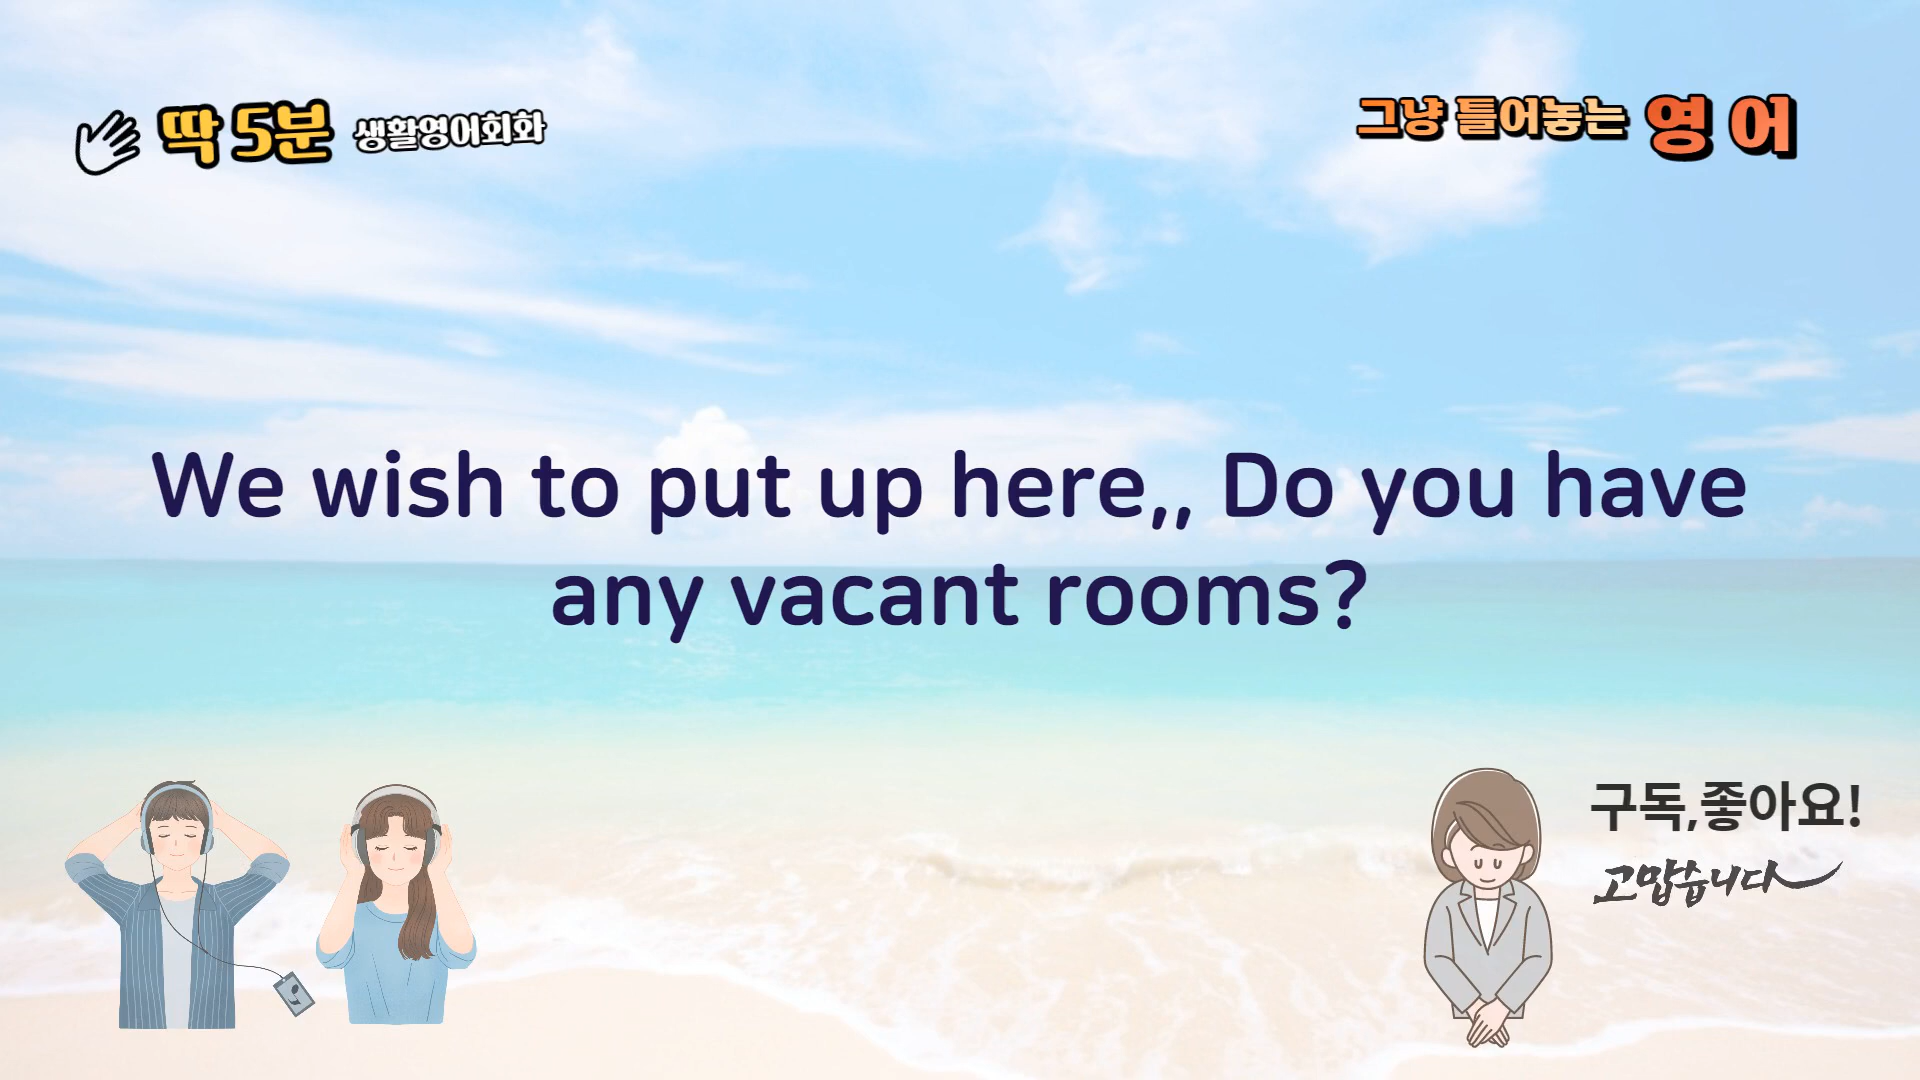 딱 5분 생활영어회화
그냥 틀어놓는 영 어
We wish to put up here,, Do you have
any vacant rooms?
구독,좋아요!
고맙습니다